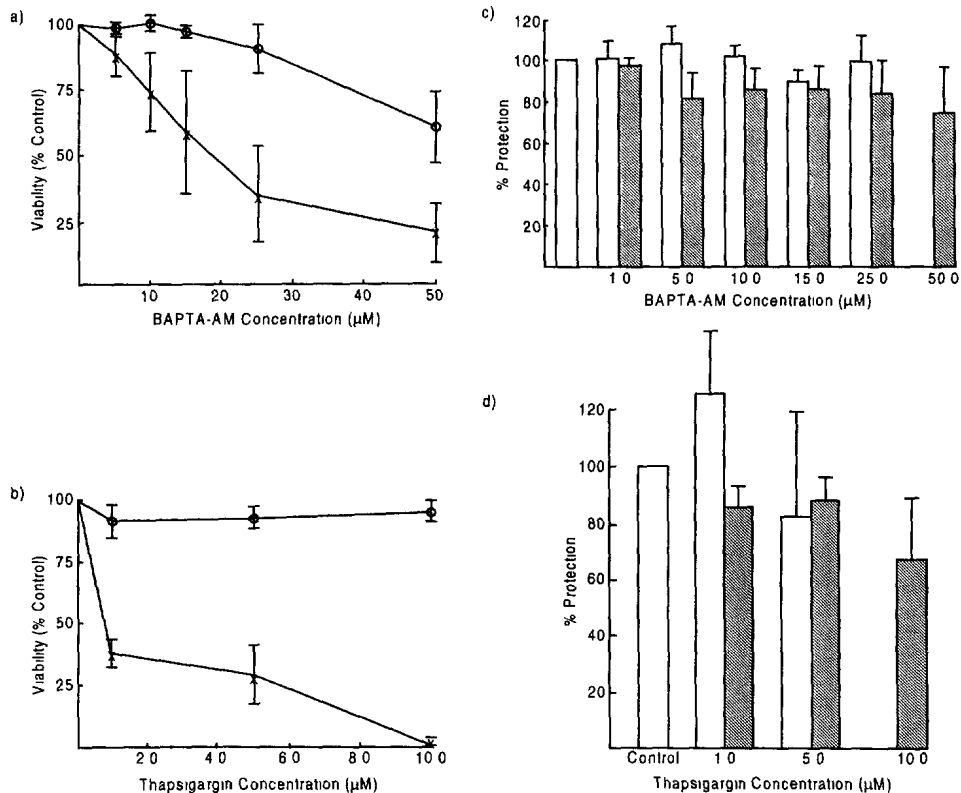 a)
100
75
50
25
Viability (% Control)
10 20 30 40 50
BAPTA-AM Concentration (µM)
c)
120
100
80
60
40
20
% Protection
1 0 5 0 10 0 15 0 25 0 50 0
BAPTA-AM Concentration (µM)
b)
100
75
50
25
Viability (% Control)
2 0 4 0 6 0 8 0 10 0
Thapsigargin Concentration (µM)
d)
120
100
80
60
40
20
% Protection
Control 1 0 5 0 10 0
Thapsigargin Concentration (µM)